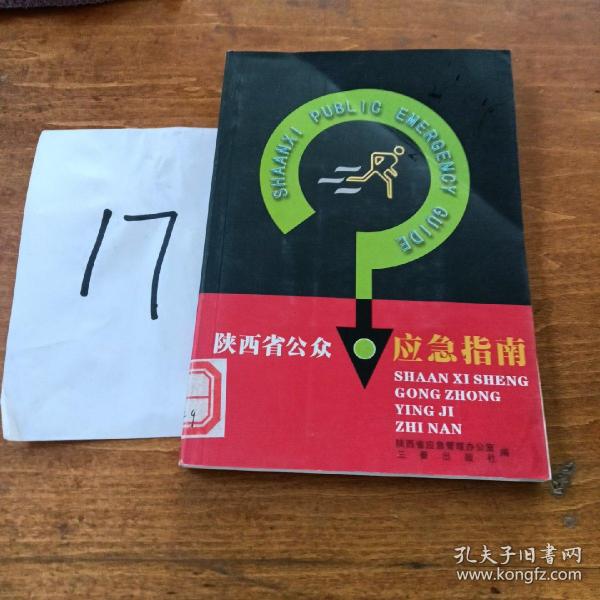 17
SHAANXI PUBLIC EMERGENCY GUIDE
陕西省公众
应急指南
SHAAN XI SHENG
GONG ZHONG
YING JI
ZHI NAN
陕西省应急管理办公室
三秦出版社
编
孔夫子旧书网
www.kongfz.com